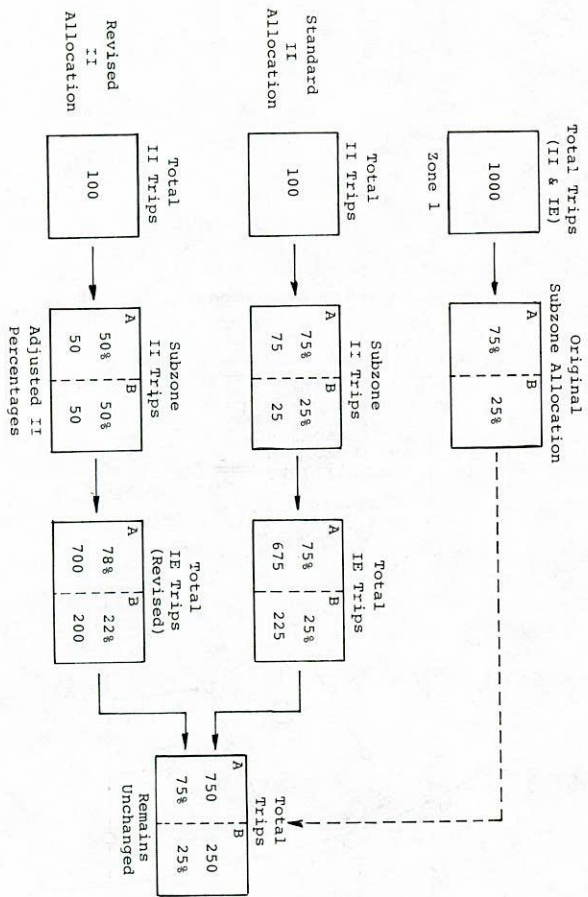 Total Trips
(II & IE)
1000
Zone 1
Original
Subzone Allocation
A
75%
B
25%
Standard
II
Allocation
Total
II Trips
100
Subzone
II Trips
A
75%
75
B
25%
25
Total
IE Trips
A
75%
675
B
25%
225
Revised
II
Allocation
Total
II Trips
100
Subzone
II Trips
A
50%
50
B
50%
50
Adjusted II
Percentages
Total
IE Trips
(Revised)
A
78%
700
B
22%
200
Total
Trips
A
750
75%
B
250
25%
Remains
Unchanged